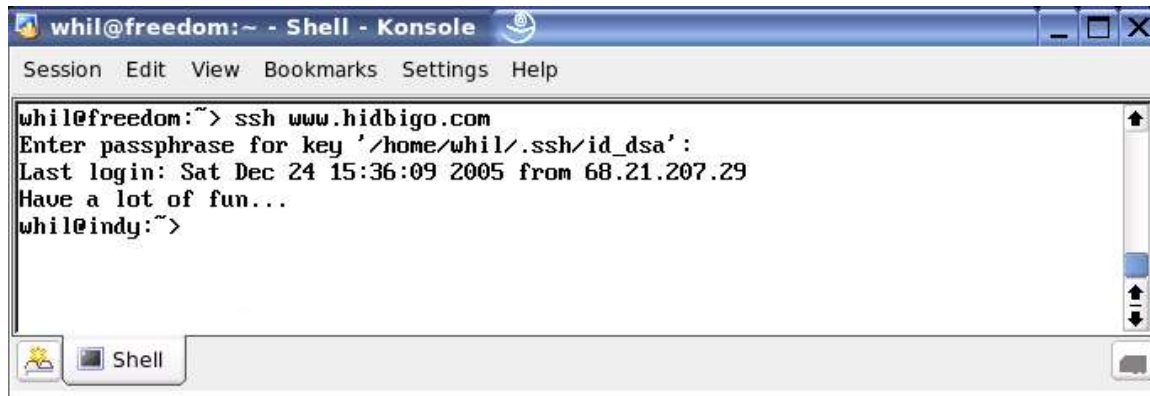 whil@freedom:~ - Shell - Konsole
Session Edit View Bookmarks Settings Help
whil@freedom:~> ssh www.hidbigo.com
Enter passphrase for key '/home/whil/.ssh/id_dsa':
Last login: Sat Dec 24 15:36:09 2005 from 68.21.207.29
Have a lot of fun...
whil@indy:~>
Shell